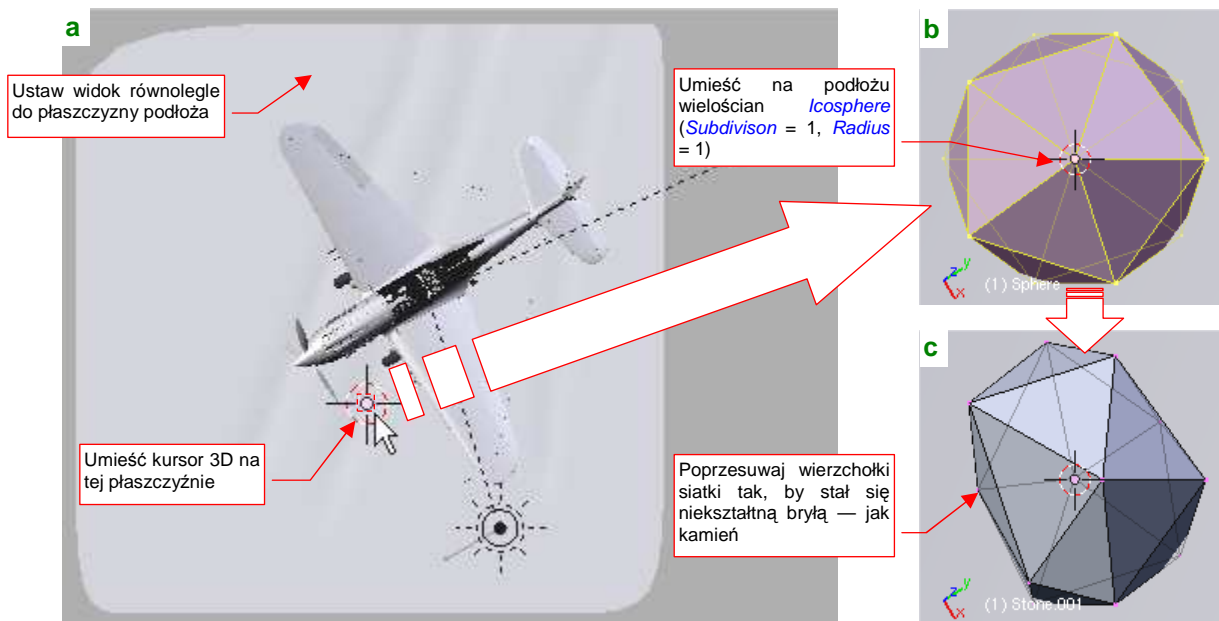 a
Ustaw widok równolegle
do płaszczyzny podłoża
Umieść kursor 3D na
tej płaszczyźnie
b
Umieść na podłożu
wielościan Icosphere
(Subdivison = 1, Radius
= 1)
z y
x
(1) Sphere
c
Poprzesuwaj wierzchołki
siatki tak, by stał się
niekształtną bryłą — jak
kamień
z y
x
(1) Stone.001